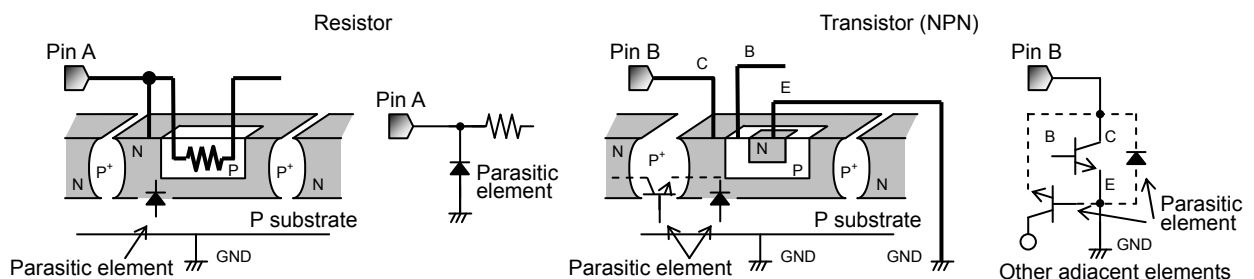 Resistor
Transistor (NPN)
Pin A
Pin B
Pin B
Pin A
C
B
E
N
P+
N
P
P+
N
Parasitic
element
P substrate
GND
Parasitic element
N
P+
N
P
P+
N
P substrate
GND
Parasitic element
B
C
E
Parasitic
element
GND
Other adjacent elements